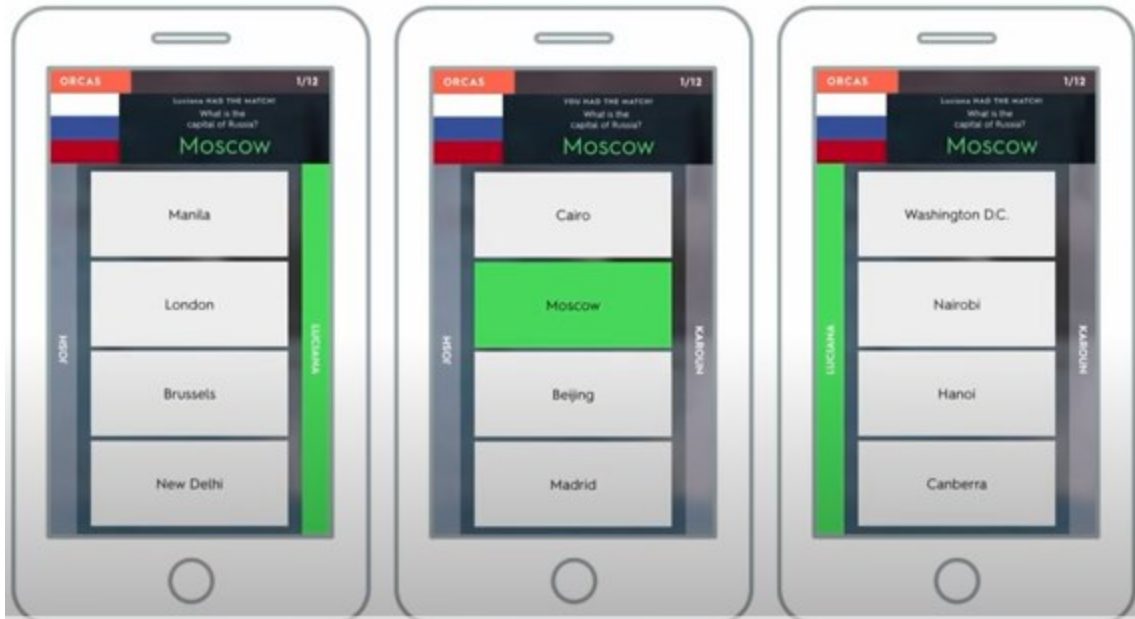 ORCAS 1/12
Luciana HAD THE MATCH!
What is the
capital of Russia?
Moscow
Manila
London
Brussels
New Delhi
JOSH
LUCIANA
ORCAS 1/12
YOU HAD THE MATCH!
What is the
capital of Russia?
Moscow
Cairo
Moscow
Beijing
Madrid
JOSH
KAROUN
ORCAS 1/12
Luciana HAD THE MATCH!
What is the
capital of Russia?
Moscow
Washington D.C.
Nairobi
Hanoi
Canberra
LUCIANA
KAROUN